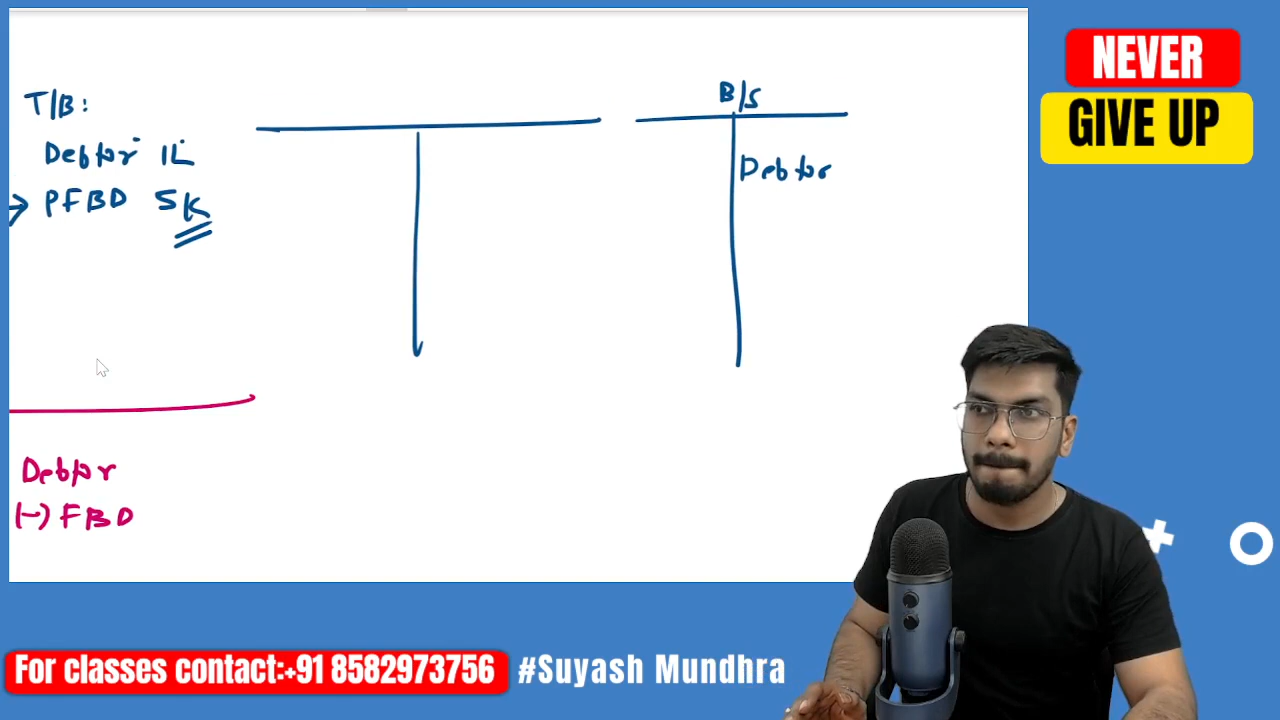 T/B:
Debtor 1L
→ PFBD 5K
B/S
Debtor
Debtor
(-) FBD
NEVER
GIVE UP
For classes contact:-+91 8582973756 #Suyash Mundhra